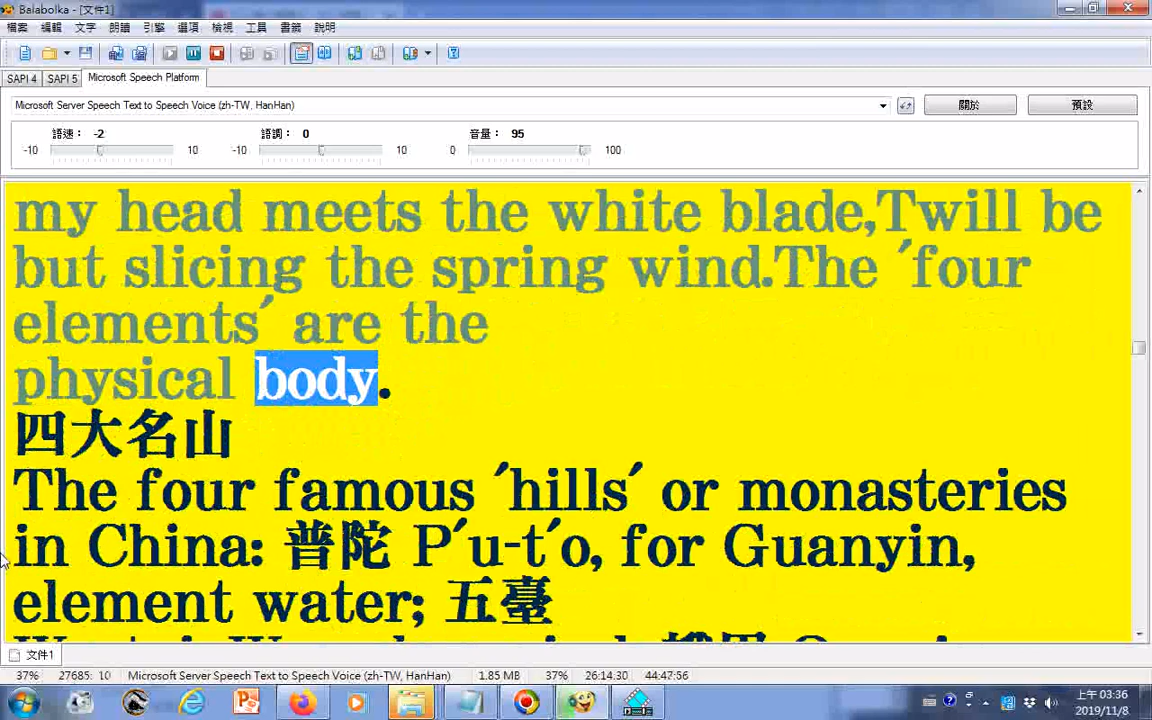 Balabolka - [文件1]
檔案 編輯 文字 朗讀 引擎 選項 檢視 工具 書籤 說明
SAPI 4 SAPI 5 Microsoft Speech Platform
Microsoft Server Speech Text to Speech Voice (zh-TW, HanHan) 關於 預設
語速： -2 語調： 0 音量： 95
-10 10 -10 10 0 100
my head meets the white blade,Twill be
but slicing the spring wind.The 'four
elements' are the
physical body.
四大名山
The four famous 'hills' or monasteries
in China: 普陀 P'u-t'o, for Guanyin,
element water; 五臺
文件1
37% 27685: 10 Microsoft Server Speech Text to Speech Voice (zh-TW, HanHan) 1.85 MB 37% 26:14:30 44:47:56
上午 03:36
2019/11/8